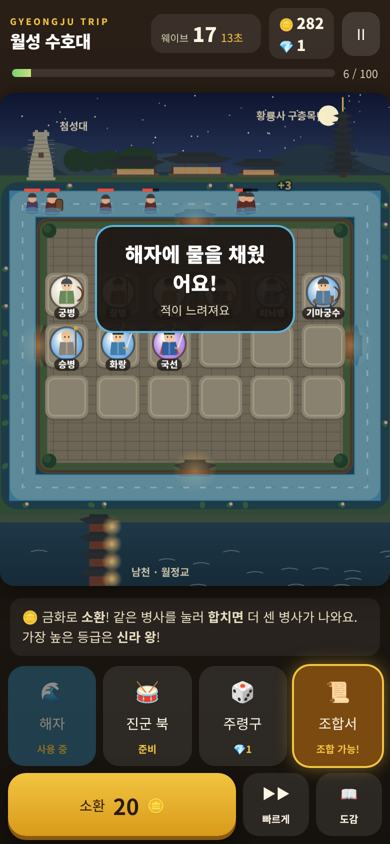 GYEONGJU TRIP
월성 수호대
웨이브 17 13초
282
1
6 / 100
첨성대
황룡사 구층목
+3
해자에 물을 채웠
어요!
적이 느려져요
궁병
기마궁수
승병 화랑 국선
남천 · 월정교
금화로 소환! 같은 병사를 눌러 합치면 더 센 병사가 나와요.
가장 높은 등급은 신라 왕!
해자 진군 북 주령구 조합서
사용 중 준비 1 조합 가능!
소환 20
빠르게 도감